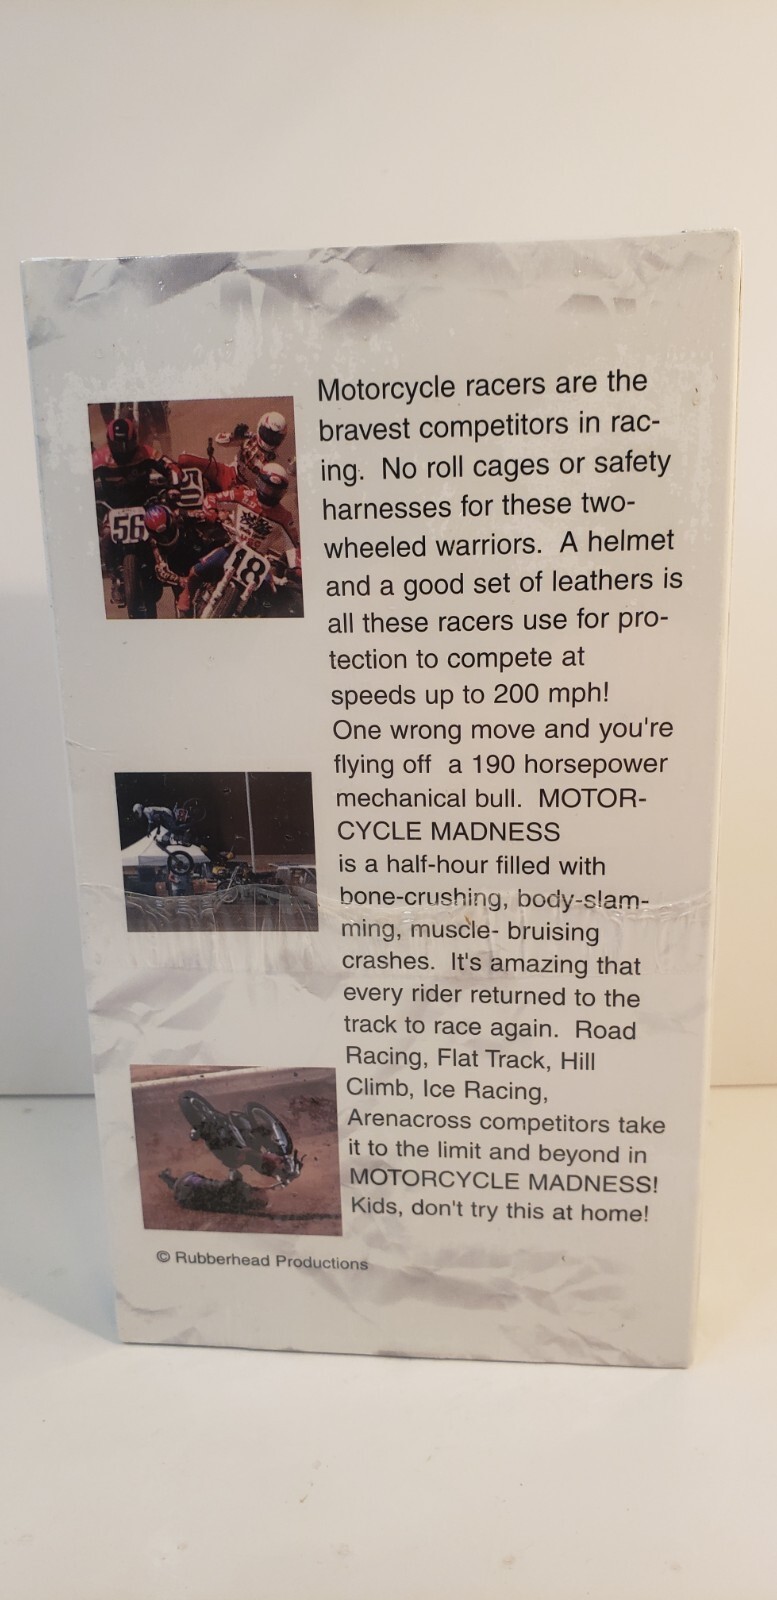 Motorcycle racers are the
bravest competitors in rac-
ing. No roll cages or safety
harnesses for these two-
wheeled warriors. A helmet
and a good set of leathers is
all these racers use for pro-
tection to compete at
speeds up to 200 mph!
One wrong move and you're
flying off a 190 horsepower
mechanical bull. MOTOR-
CYCLE MADNESS
is a half-hour filled with
bone-crushing, body-slam-
ming, muscle- bruising
crashes. It's amazing that
every rider returned to the
track to race again. Road
Racing, Flat Track, Hill
Climb, Ice Racing,
Arenacross competitors take
it to the limit and beyond in
MOTORCYCLE MADNESS!
Kids, don't try this at home!
56
50
18
© Rubberhead Productions